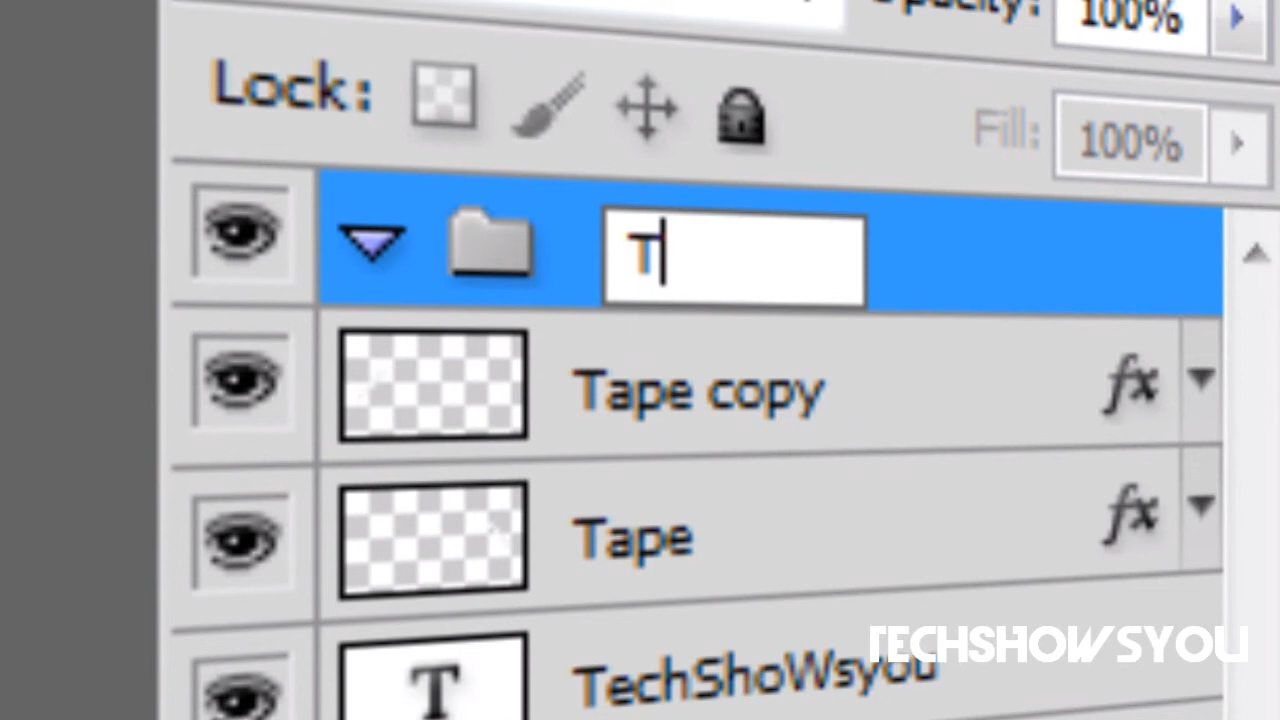 Opacity: 100%
Lock: Fill: 100%
T
Tape copy fx
Tape fx
T TechShoWsyou
TECHSHOWSYOU